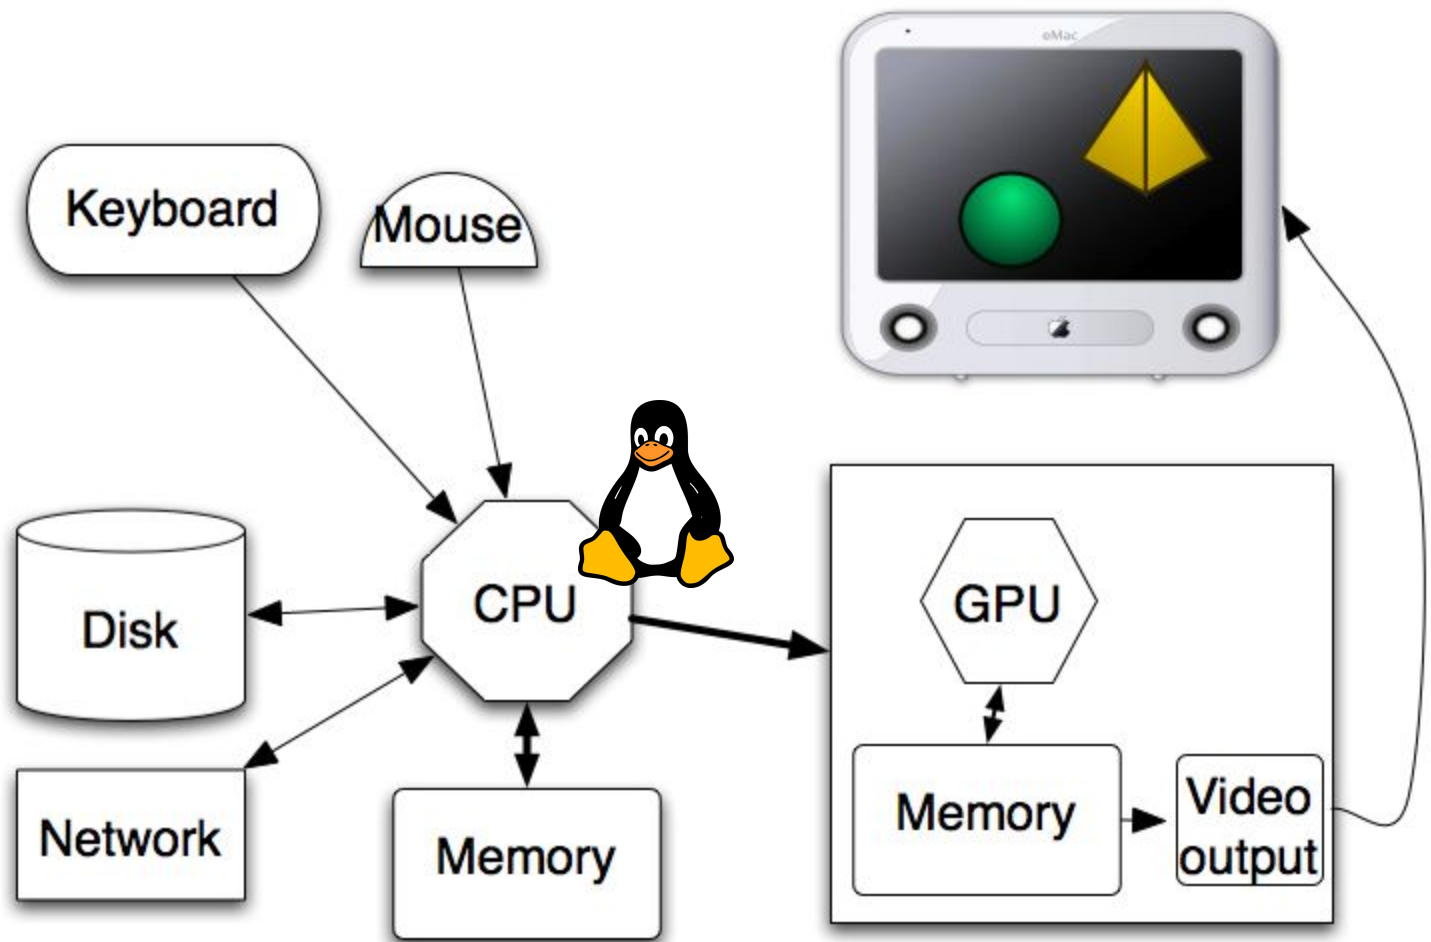 eMac
Keyboard
Mouse
CPU
GPU
Disk
Memory
Video
output
Network
Memory